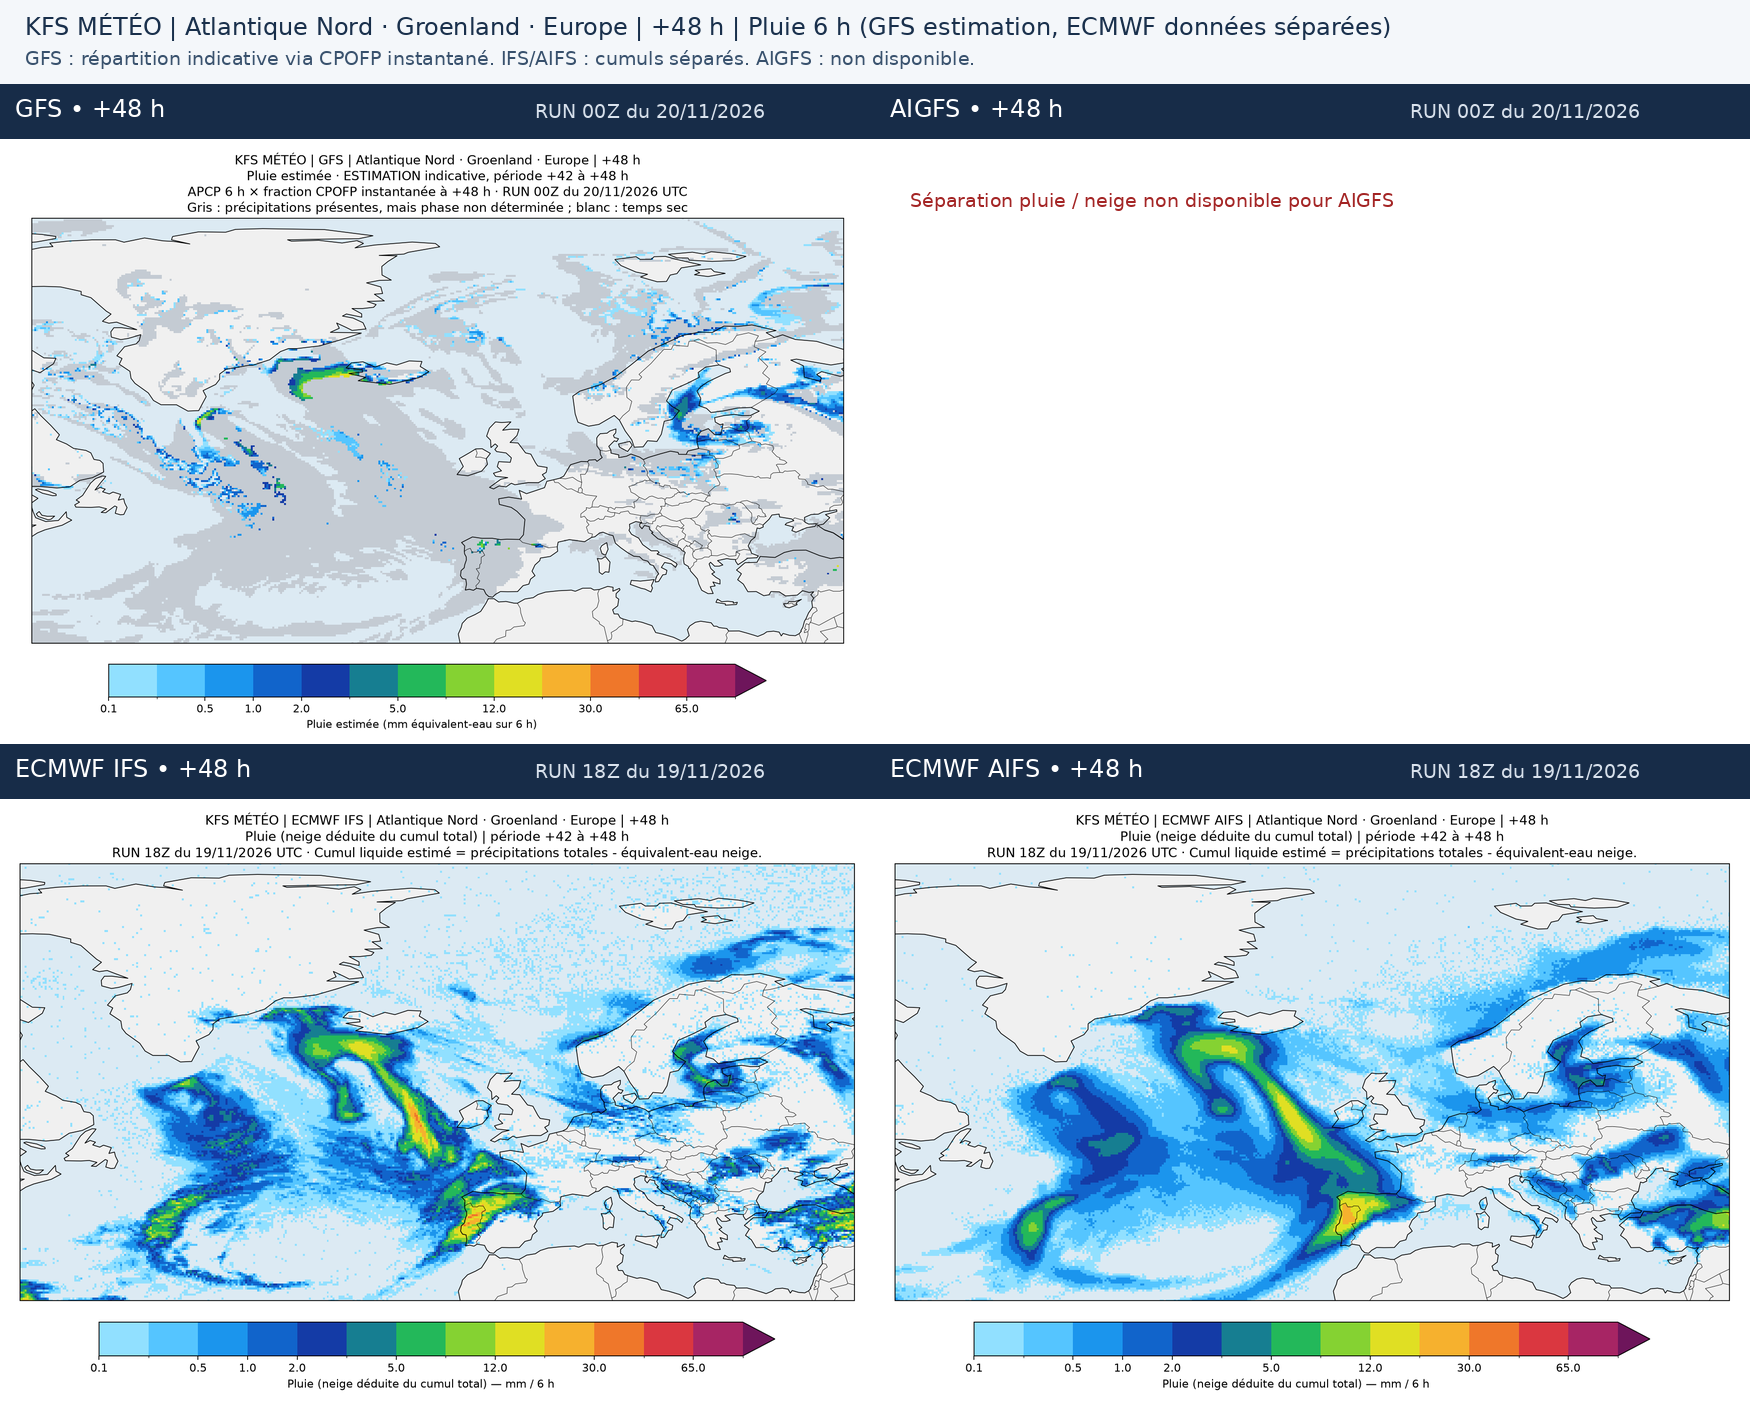 KFS MÉTÉO | Atlantique Nord · Groenland · Europe | +48 h | Pluie 6 h (GFS estimation, ECMWF données séparées)
GFS : répartition indicative via CPOFP instantané. IFS/AIFS : cumuls séparés. AIGFS : non disponible.
GFS • +48 h
RUN 00Z du 20/11/2026
AIGFS • +48 h
RUN 00Z du 20/11/2026
KFS MÉTÉO | GFS | Atlantique Nord · Groenland · Europe | +48 h
Pluie estimée · ESTIMATION indicative, période +42 à +48 h
APCP 6 h × fraction CPOFP instantanée à +48 h · RUN 00Z du 20/11/2026 UTC
Gris : précipitations présentes, mais phase non déterminée ; blanc : temps sec
Séparation pluie / neige non disponible pour AIGFS
0.1 0.5 1.0 2.0 5.0 12.0 30.0 65.0
Pluie estimée (mm équivalent-eau sur 6 h)
ECMWF IFS • +48 h
RUN 18Z du 19/11/2026
ECMWF AIFS • +48 h
RUN 18Z du 19/11/2026
KFS MÉTÉO | ECMWF IFS | Atlantique Nord · Groenland · Europe | +48 h
Pluie (neige déduite du cumul total) | période +42 à +48 h
RUN 18Z du 19/11/2026 UTC · Cumul liquide estimé = précipitations totales - équivalent-eau neige.
KFS MÉTÉO | ECMWF AIFS | Atlantique Nord · Groenland · Europe | +48 h
Pluie (neige déduite du cumul total) | période +42 à +48 h
RUN 18Z du 19/11/2026 UTC · Cumul liquide estimé = précipitations totales - équivalent-eau neige.
0.1 0.5 1.0 2.0 5.0 12.0 30.0 65.0
Pluie (neige déduite du cumul total) — mm / 6 h
0.1 0.5 1.0 2.0 5.0 12.0 30.0 65.0
Pluie (neige déduite du cumul total) — mm / 6 h